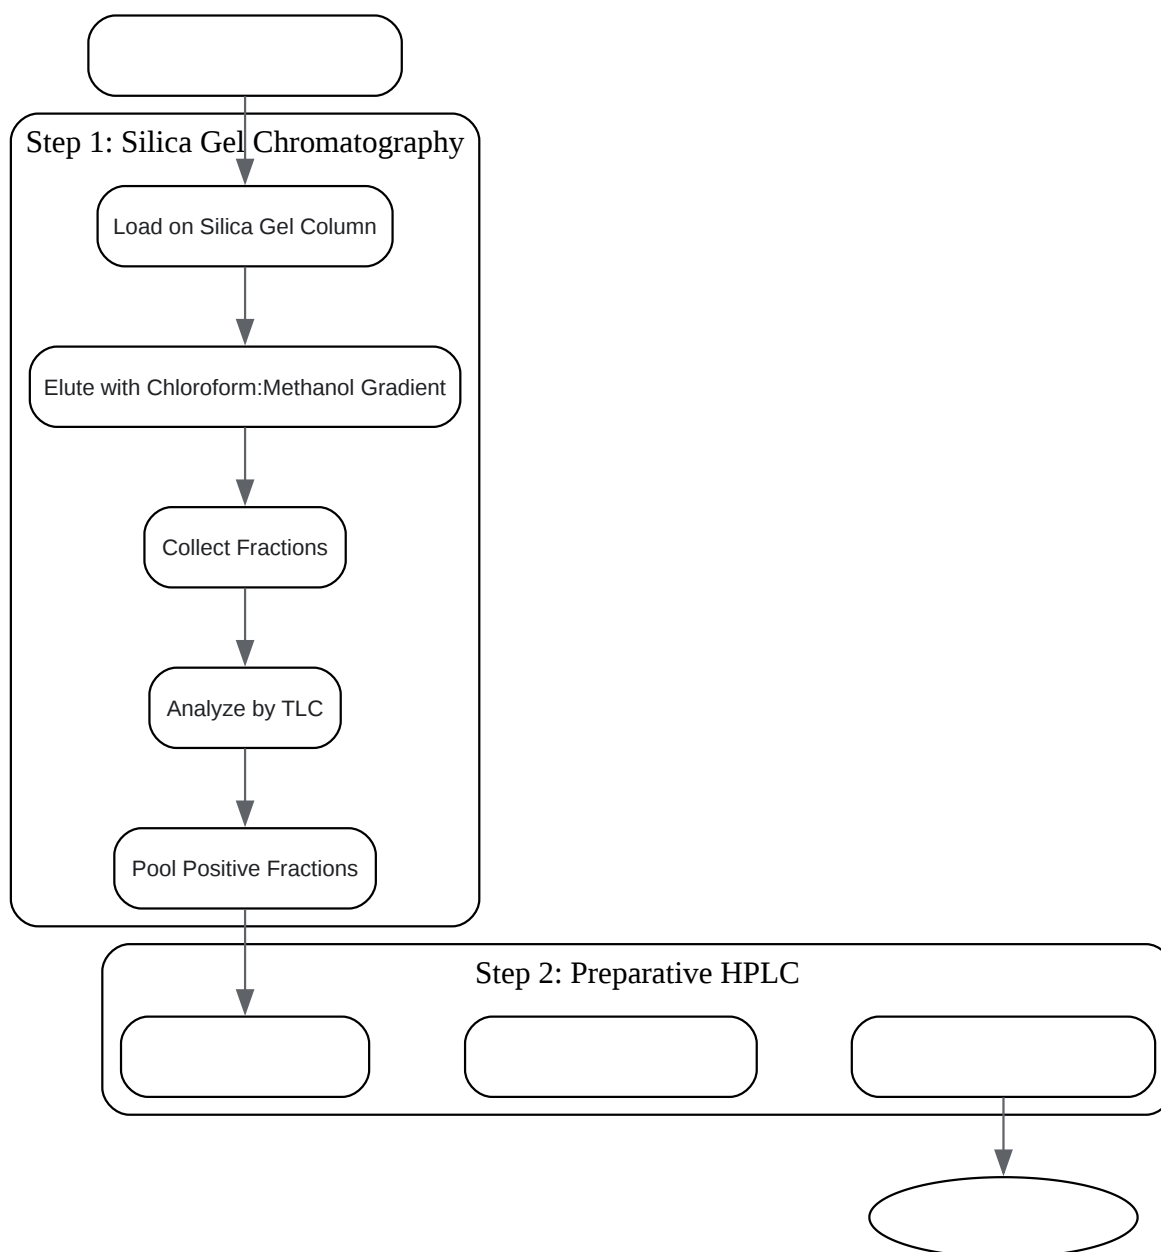 Step 1: Silica Gel Chromatography
Load on Silica Gel Column
Elute with Chloroform:Methanol Gradient
Collect Fractions
Analyze by TLC
Pool Positive Fractions
Step 2: Preparative HPLC